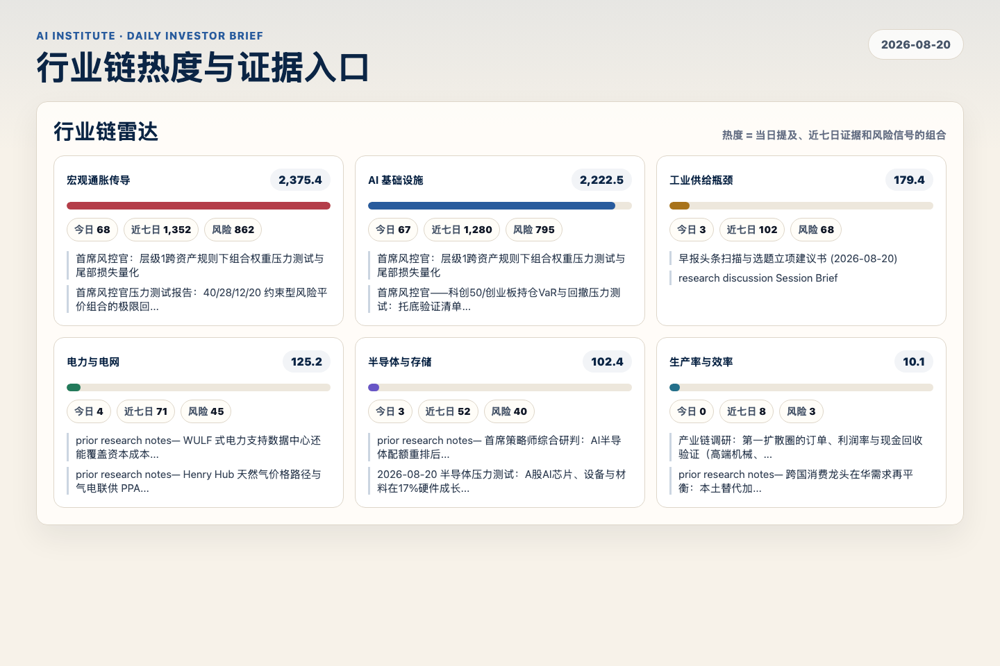 AI INSTITUTE · DAILY INVESTOR BRIEF
2026-08-20
行业链热度与证据入口
行业链雷达
热度 = 当日提及、近七日证据和风险信号的组合
宏观通胀传导
2,375.4
今日 68
近七日 1,352
风险 862
首席风控官：层级1跨资产规则下组合权重压力测试与
尾部损失量化
首席风控官压力测试报告：40/28/12/20 约束型风险平
价组合的极限回...
AI 基础设施
2,222.5
今日 67
近七日 1,280
风险 795
首席风控官：层级1跨资产规则下组合权重压力测试与
尾部损失量化
首席风控官——科创50/创业板持仓VaR与回撤压力测
试：托底验证清单...
工业供给瓶颈
179.4
今日 3
近七日 102
风险 68
早报头条扫描与选题立项建议书 (2026-08-20)
research discussion Session Brief
电力与电网
125.2
今日 4
近七日 71
风险 45
prior research notes— WULF 式电力支持数据中心还
能覆盖资本成本...
prior research notes— Henry Hub 天然气价格路径与
气电联供 PPA...
半导体与存储
102.4
今日 3
近七日 52
风险 40
prior research notes— 首席策略师综合研判：AI半导
体配额重排后...
2026-08-20 半导体压力测试：A股AI芯片、设备与材
料在17%硬件成长...
生产率与效率
10.1
今日 0
近七日 8
风险 3
产业链调研：第一扩散圈的订单、利润率与现金回收
验证（高端机械、...
prior research notes— 跨国消费龙头在华需求再平
衡：本土替代加...